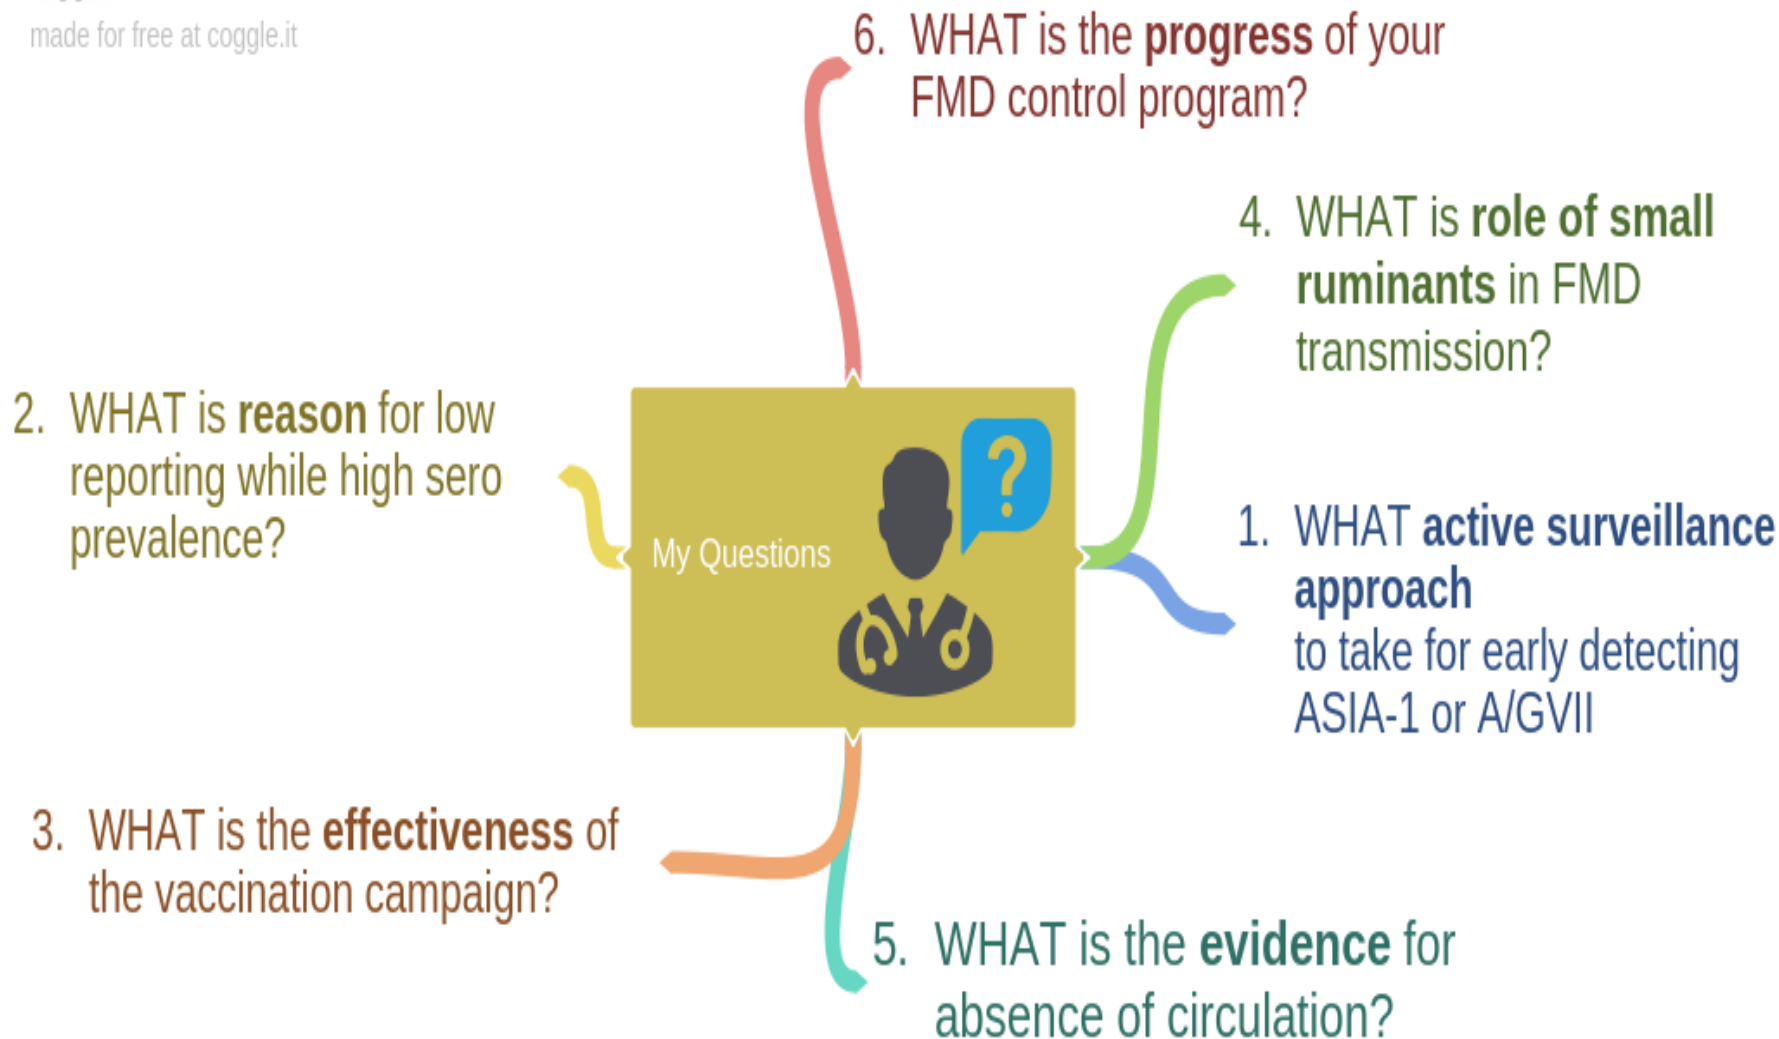 made for free at coggle.it
6. WHAT is the progress of your
FMD control program?
4. WHAT is role of small
ruminants in FMD
transmission?
2. WHAT is reason for low
reporting while high sero
prevalence?
My Questions
?
1. WHAT active surveillance
approach
to take for early detecting
ASIA-1 or A/GVII
3. WHAT is the effectiveness of
the vaccination campaign?
5. WHAT is the evidence for
absence of circulation?